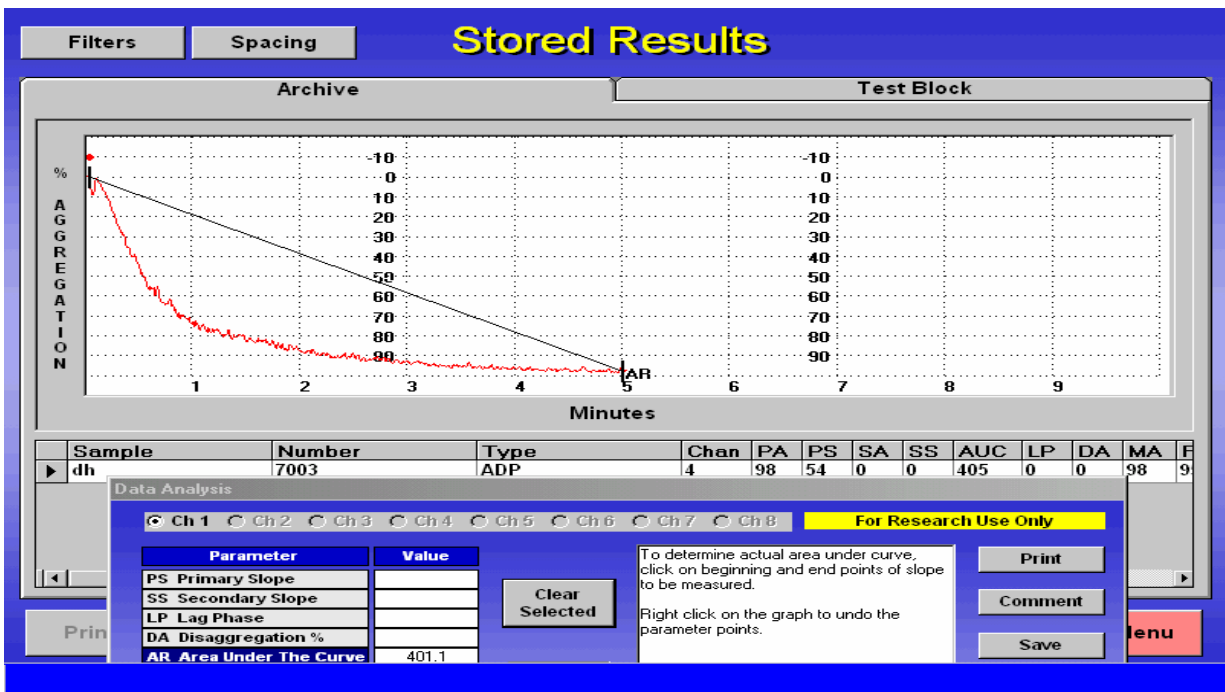 Filters Spacing Stored Results
Archive Test Block
% AGGREGATION
-10 -10
0 0
10 10
20 20
30 30
40 40
50 50
60 60
70 70
80 80
90 90
AR
1 2 3 4 5 6 7 8 9
Minutes
Sample Number Type Chan PA PS SA SS AUC LP DA MA F
dh 7003 ADP 4 98 54 0 0 405 0 0 98 9
Data Analysis
Ch 1 Ch 2 Ch 3 Ch 4 Ch 5 Ch 6 Ch 7 Ch 8 For Research Use Only
Parameter Value
PS Primary Slope
SS Secondary Slope
LP Lag Phase
DA Disaggregation %
AR Area Under The Curve 401.1
Clear
Selected
To determine actual area under curve,
click on beginning and end points of slope
to be measured.
Right click on the graph to undo the
parameter points.
Print
Comment
Save
Prin
enu